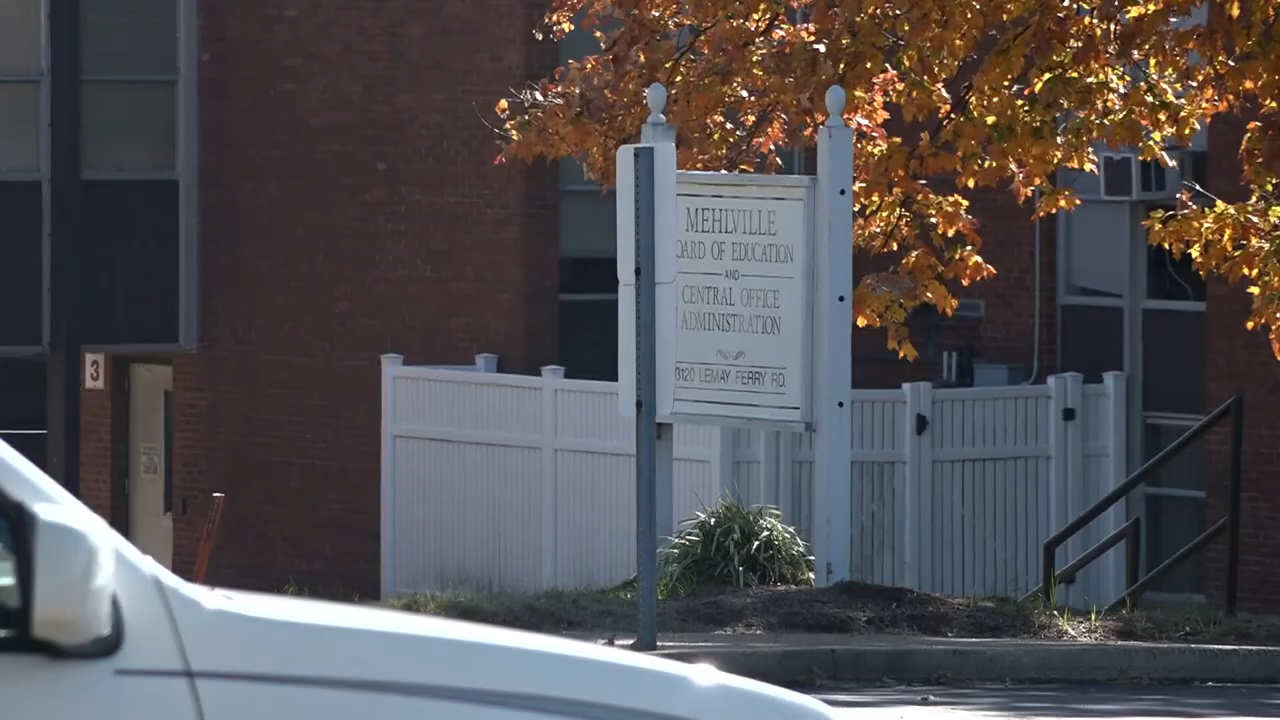 MEHLVILLE
OARD OF EDUCATION
AND
CENTRAL OFFICE
ADMINISTRATION
3120 LEMAY FERRY RD.
3